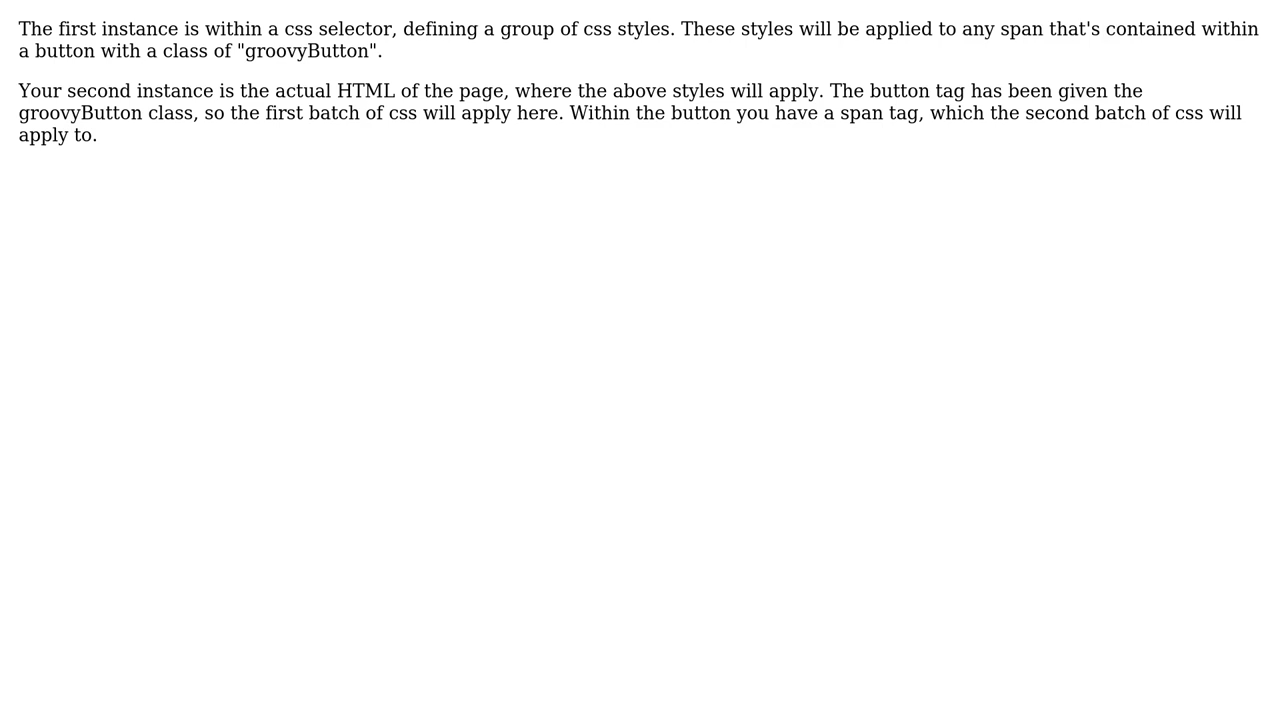 The first instance is within a css selector, defining a group of css styles. These styles will be applied to any span that's contained within
a button with a class of "groovyButton".
Your second instance is the actual HTML of the page, where the above styles will apply. The button tag has been given the
groovyButton class, so the first batch of css will apply here. Within the button you have a span tag, which the second batch of css will
apply to.